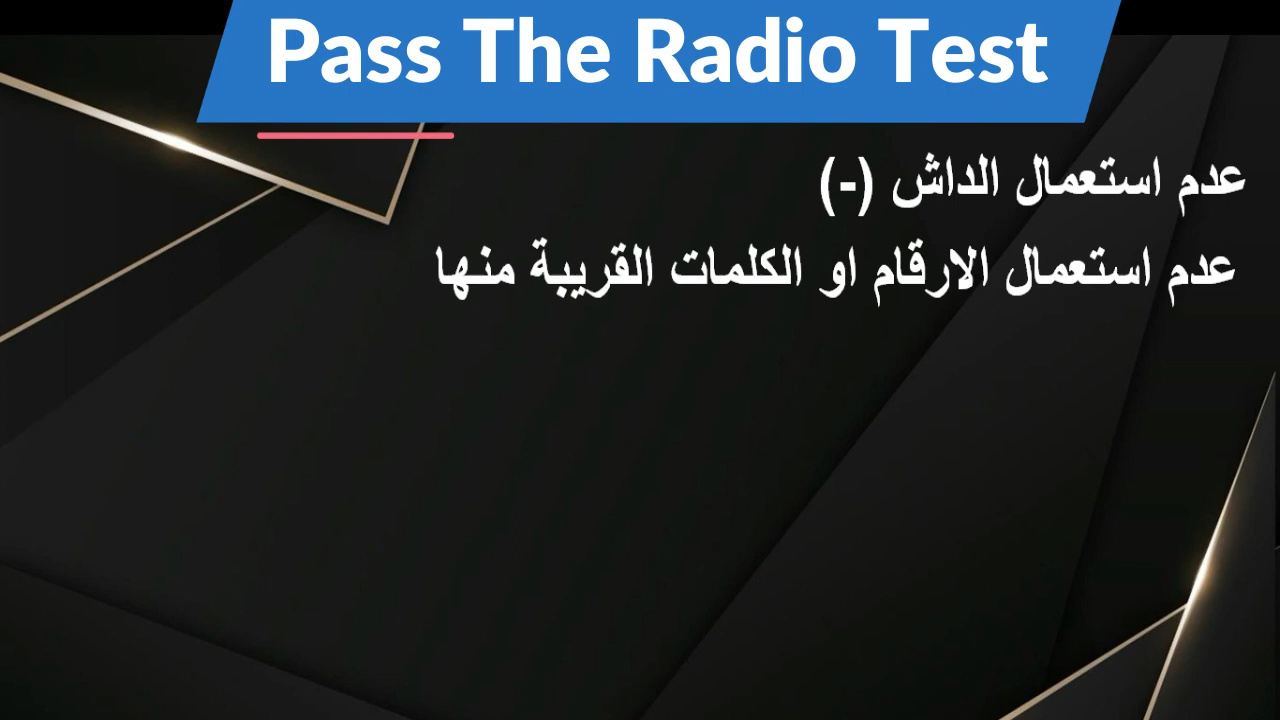 Pass The Radio Test
عدم استعمال الداش (-)
عدم استعمال الارقام او الكلمات القريبة منها